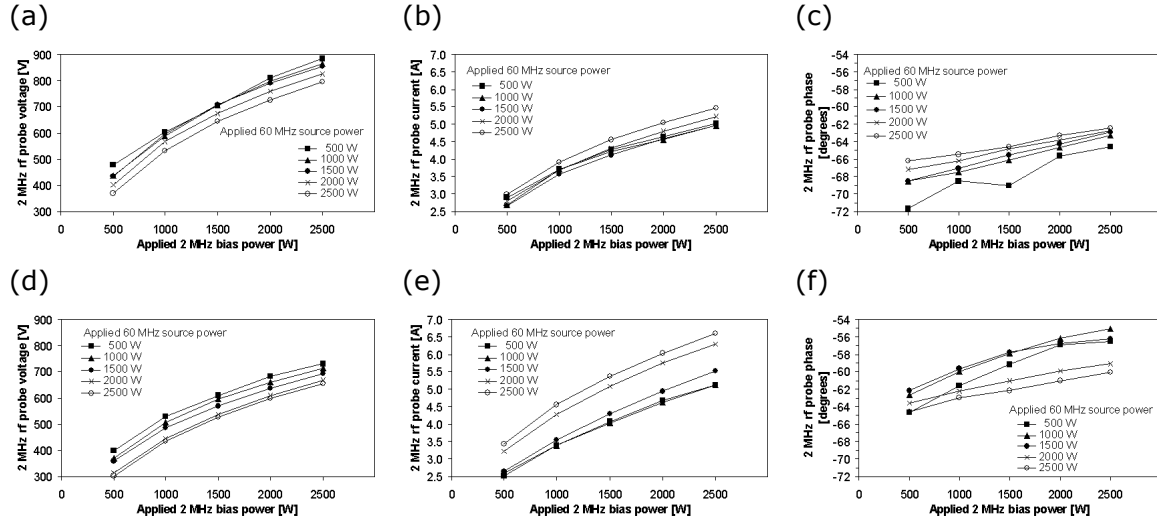 (a)
2 MHz rf probe voltage [V]
900
800
700
600
500
400
300
Applied 60 MHz source power
500 W
1000 W
1500 W
2000 W
2500 W
0 500 1000 1500 2000 2500
Applied 2 MHz bias power [W]
(b)
2 MHz rf probe current [A]
7.0
6.5
6.0
5.5
5.0
4.5
4.0
3.5
3.0
2.5
Applied 60 MHz source power
500 W
1000 W
1500 W
2000 W
2500 W
0 500 1000 1500 2000 2500
Applied 2 MHz bias power [W]
(c)
2 MHz rf probe phase
[degrees]
-54
-56
-58
-60
-62
-64
-66
-68
-70
-72
Applied 60 MHz source power
500 W
1000 W
1500 W
2000 W
2500 W
0 500 1000 1500 2000 2500
Applied 2 MHz bias power [W]
(d)
2 MHz rf probe voltage [V]
900
800
700
600
500
400
300
Applied 60 MHz source power
500 W
1000 W
1500 W
2000 W
2500 W
0 500 1000 1500 2000 2500
Applied 2 MHz bias power [W]
(e)
2 MHz rf probe current [A]
7.0
6.5
6.0
5.5
5.0
4.5
4.0
3.5
3.0
2.5
Applied 60 MHz source power
500 W
1000 W
1500 W
2000 W
2500 W
0 500 1000 1500 2000 2500
Applied 2 MHz bias power [W]
(f)
2 MHz rf probe phase
[degrees]
-54
-56
-58
-60
-62
-64
-66
-68
-70
-72
Applied 60 MHz source power
500 W
1000 W
1500 W
2000 W
2500 W
0 500 1000 1500 2000 2500
Applied 2 MHz bias power [W]